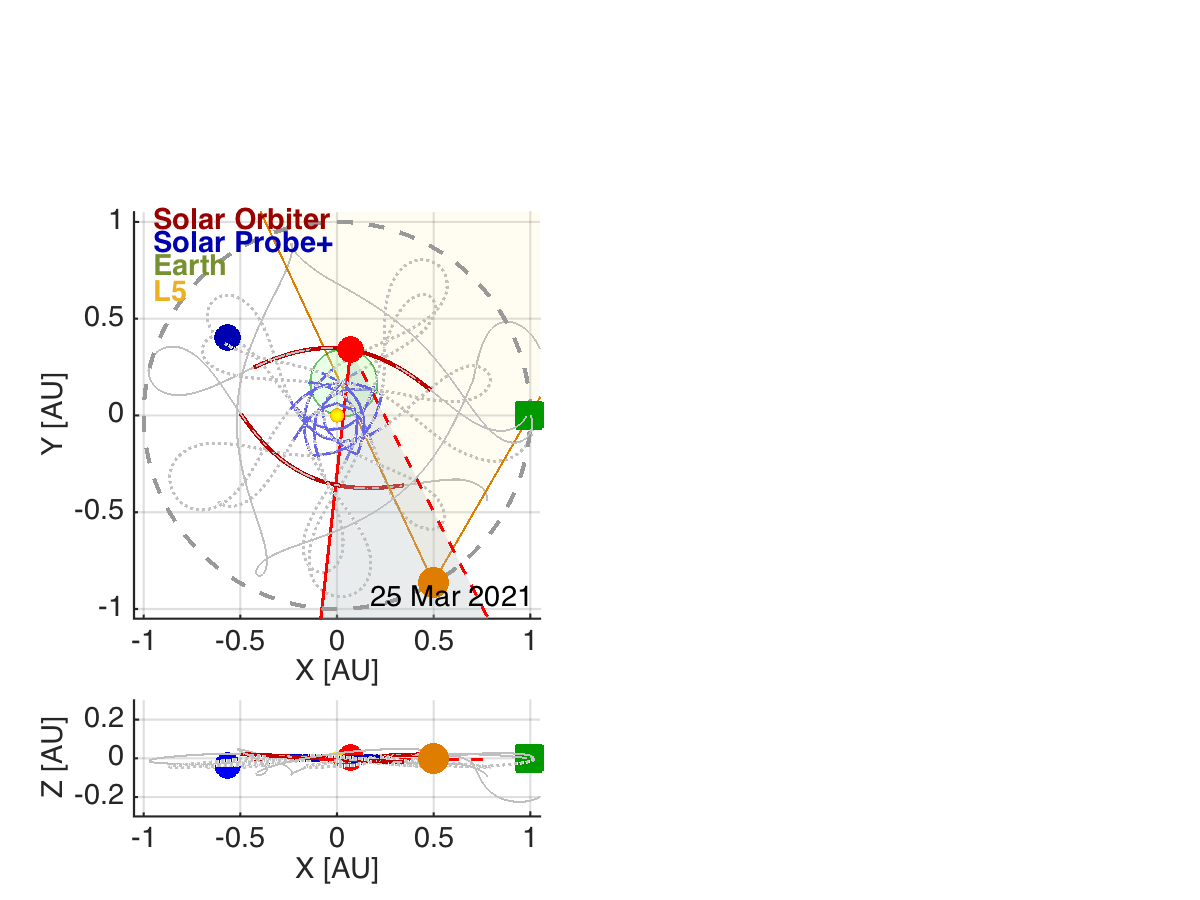 Solar Orbiter
Solar Probe+
Earth
L5
1
0.5
0
-0.5
-1
Y [AU]
25 Mar 2021
-1 -0.5 0 0.5 1
X [AU]
0.2
0
-0.2
Z [AU]
-1 -0.5 0 0.5 1
X [AU]